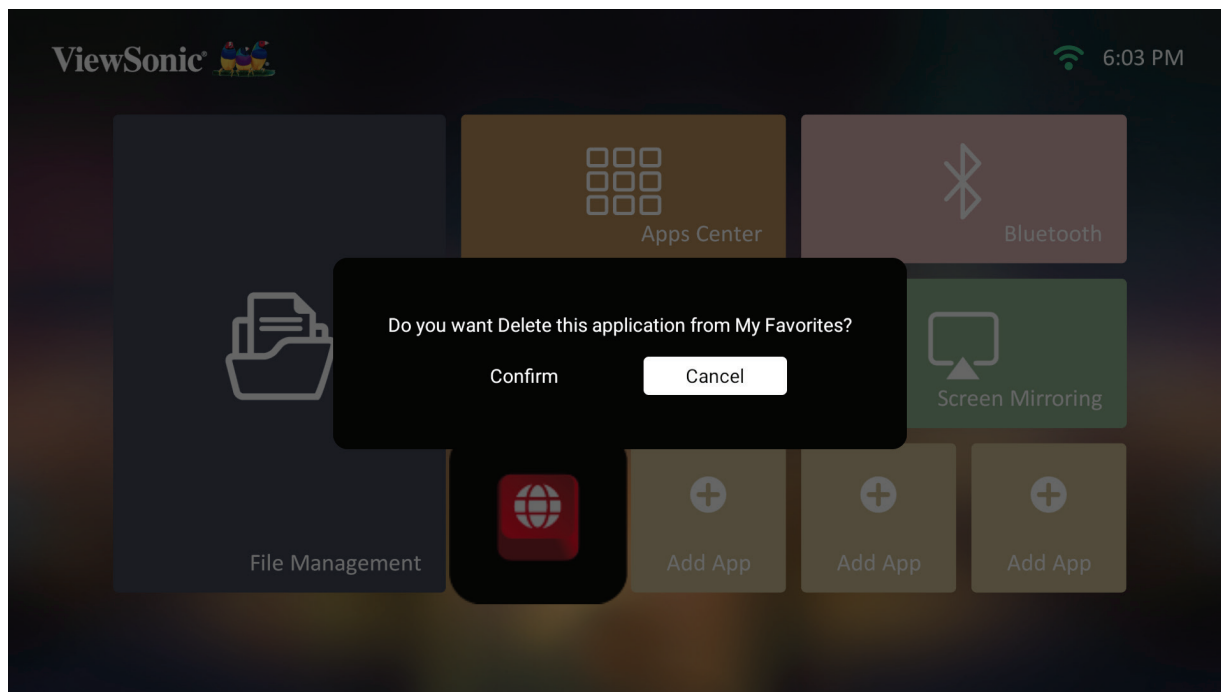 ViewSonic®
6:03 PM
Apps Center
Bluetooth
Do you want Delete this application from My Favorites?
Confirm
Cancel
Screen Mirroring
File Management
Add App
Add App
Add App